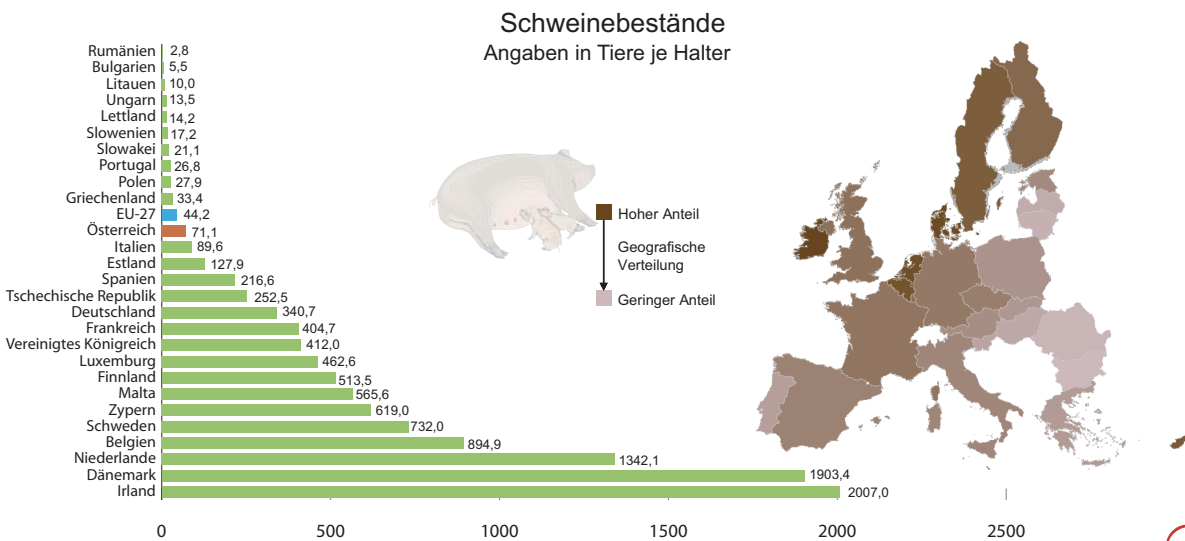 Schweinebestände
Angaben in Tiere je Halter
Rumänien 2,8
Bulgarien 5,5
Litauen 10,0
Ungarn 13,5
Lettland 14,2
Slowenien 17,2
Slowakei 21,1
Portugal 26,8
Polen 27,9
Griechenland 33,4
EU-27 44,2
Österreich 71,1
Italien 89,6
Estland 127,9
Spanien 216,6
Tschechische Republik 252,5
Deutschland 340,7
Frankreich 404,7
Vereinigtes Königreich 412,0
Luxemburg 462,6
Finnland 513,5
Malta 565,6
Zypern 619,0
Schweden 732,0
Belgien 894,9
Niederlande 1342,1
Dänemark 1903,4
Irland 2007,0
0 500 1000 1500 2000 2500
Hoher Anteil
Geografische
Verteilung
Geringer Anteil